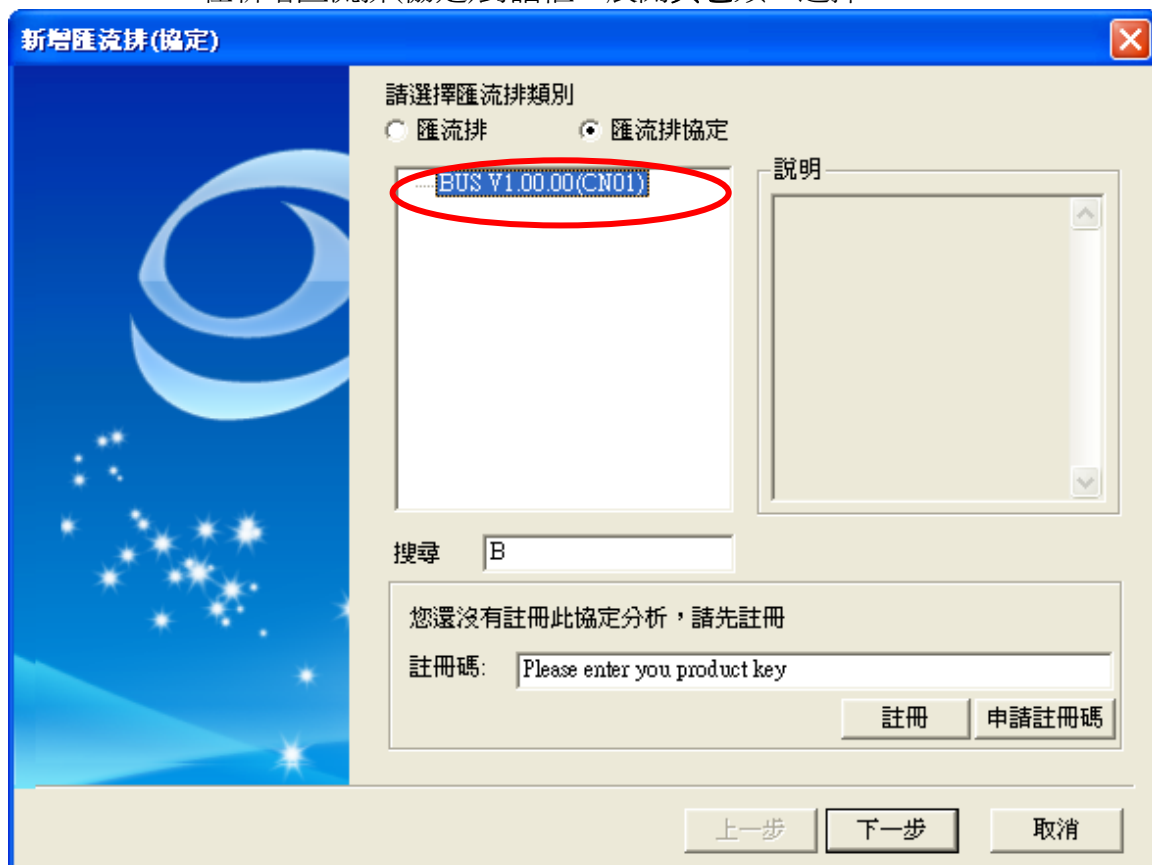 新增匯流排(協定)
請選擇匯流排類別
匯流排 匯流排協定
BUS V1.00.00(CN01)
說明
搜尋 B
您還沒有註冊此協定分析，請先註冊
註冊碼: Please enter you product key
註冊 申請註冊碼
上一步 下一步 取消